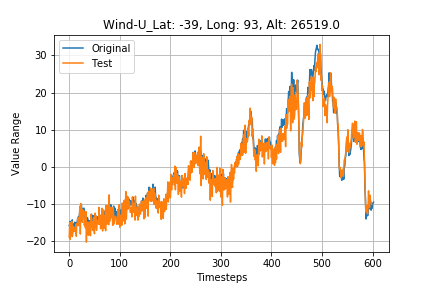 Wind-U_Lat: -39, Long: 93, Alt: 26519.0
Original
Test
Value Range
30
20
10
0
−10
−20
0 100 200 300 400 500 600
Timesteps